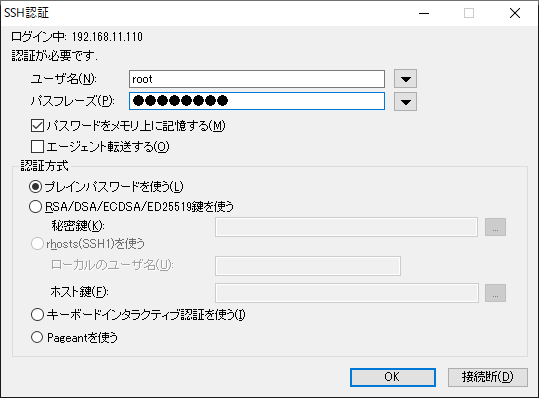 SSH認証
ログイン中: 192.168.11.110
認証が必要です.
ユーザ名(N): root
パスフレーズ(P): ●●●●●●●●
パスワードをメモリ上に記憶する(M)
エージェント転送する(O)
認証方式
プレインパスワードを使う(L)
RSA/DSA/ECDSA/ED25519鍵を使う
秘密鍵(K): ...
rhosts(SSH1)を使う
ローカルのユーザ名(U):
ホスト鍵(F): ...
キーボードインタラクティブ認証を使う(I)
Pageantを使う
OK 接続断(D)